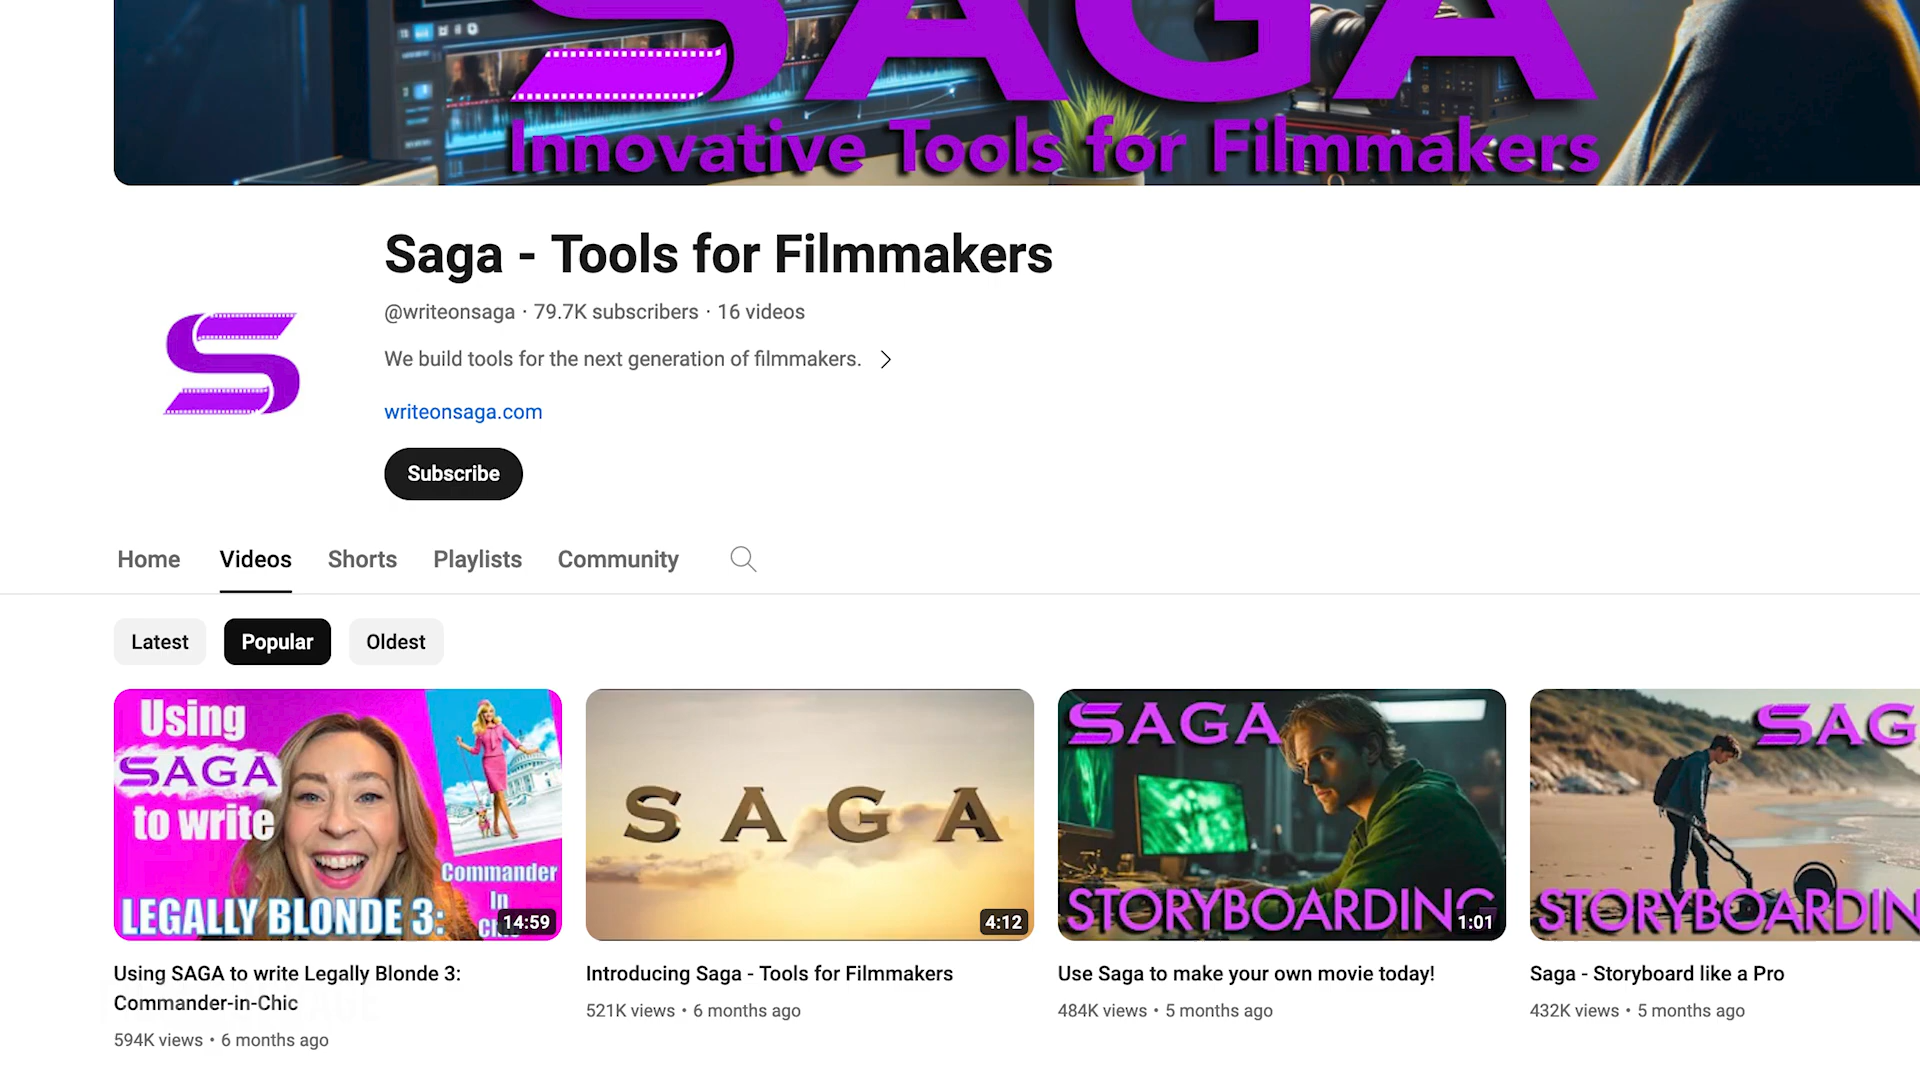 SAGA
Innovative Tools for Filmmakers
Saga - Tools for Filmmakers
@writeonsaga · 79.7K subscribers · 16 videos
We build tools for the next generation of filmmakers.
writeonsaga.com
Subscribe
Home Videos Shorts Playlists Community
Latest Popular Oldest
Using
SAGA
to write
Commander
In
LEGALLY BLONDE 3:
14:59
SAGA
4:12
SAGA
STORYBOARDING
1:01
SAG
STORYBOARDIN
Using SAGA to write Legally Blonde 3:
Commander-in-Chic
594K views • 6 months ago
Introducing Saga - Tools for Filmmakers
521K views • 6 months ago
Use Saga to make your own movie today!
484K views • 5 months ago
Saga - Storyboard like a Pro
432K views • 5 months ago